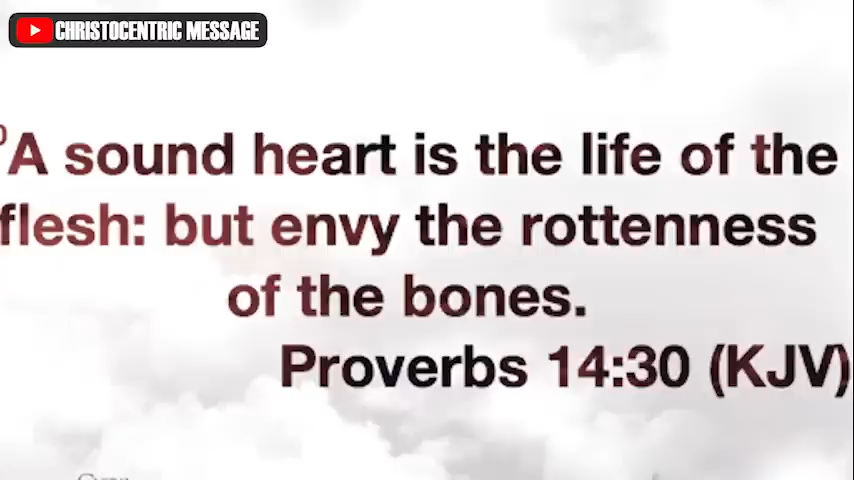 CHRISTOCENTRIC MESSAGE
A sound heart is the life of the
flesh: but envy the rottenness
of the bones.
Proverbs 14:30 (KJV)